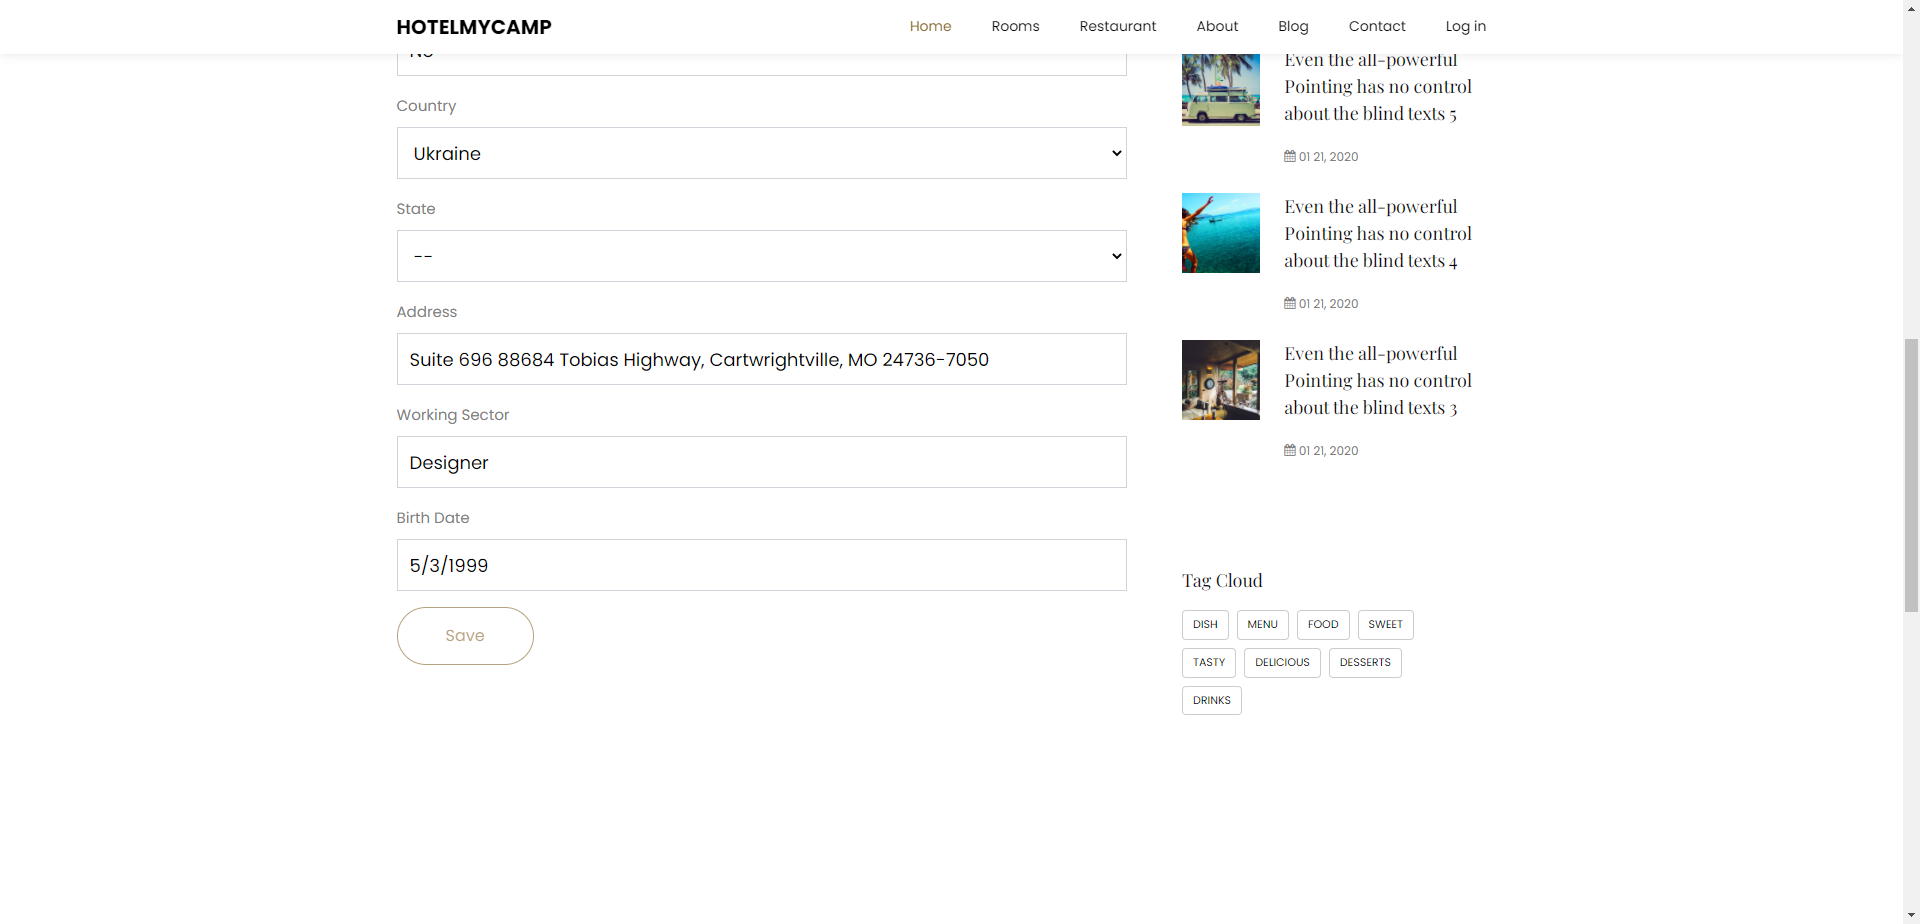 HOTELMYCAMP
Home Rooms Restaurant About Blog Contact Log in
Country
Ukraine
State
--
Address
Suite 696 88684 Tobias Highway, Cartwrightville, MO 24736-7050
Working Sector
Designer
Birth Date
5/3/1999
Save
Even the all-powerful
Pointing has no control
about the blind texts 5
01 21, 2020
Even the all-powerful
Pointing has no control
about the blind texts 4
01 21, 2020
Even the all-powerful
Pointing has no control
about the blind texts 3
01 21, 2020
Tag Cloud
DISH MENU FOOD SWEET
TASTY DELICIOUS DESSERTS
DRINKS